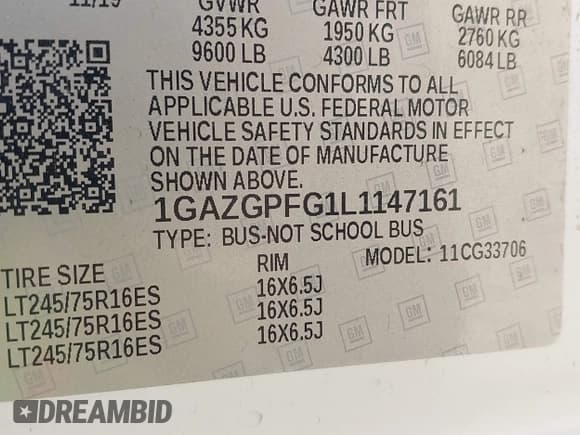 11/19 GVWR GAWR FRT GAWR RR
4355 KG 1950 KG 2760 KG
9600 LB 4300 LB 6084 LB
THIS VEHICLE CONFORMS TO ALL
APPLICABLE U.S. FEDERAL MOTOR
VEHICLE SAFETY STANDARDS IN EFFECT
ON THE DATE OF MANUFACTURE
SHOWN ABOVE.
1GAZGPFG1L1147161
TYPE: BUS-NOT SCHOOL BUS
MODEL: 11CG33706
TIRE SIZE RIM
LT245/75R16ES 16X6.5J
LT245/75R16ES 16X6.5J
LT245/75R16ES 16X6.5J
GM
DREAMBID